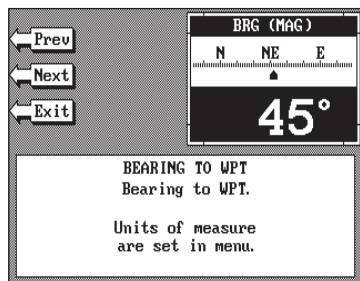 Prev
Next
Exit
BRG (MAG)
N NE E
45°
BEARING TO WPT
Bearing to WPT.
Units of measure
are set in menu.